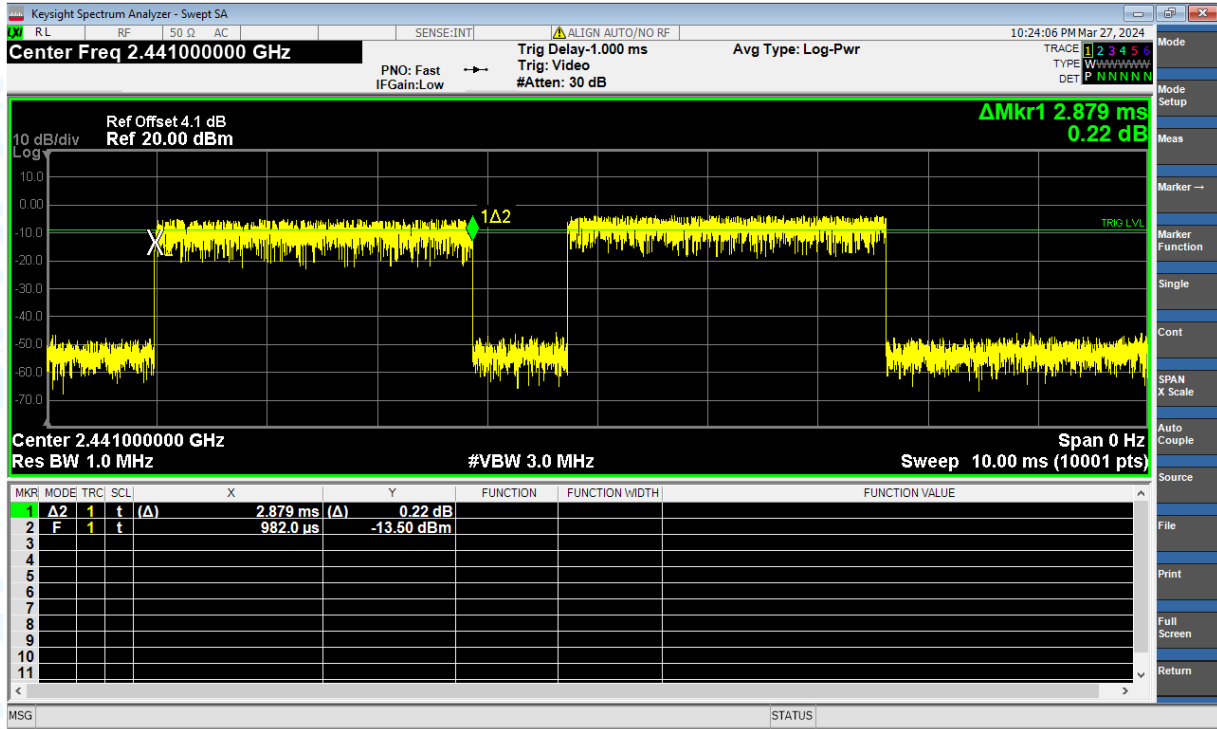 Keysight Spectrum Analyzer - Swept SA
LXI RL RF 50 Ω AC SENSE:INT ALIGN AUTO/NO RF 10:24:06 PM Mar 27, 2024
Center Freq 2.441000000 GHz
PNO: Fast
IFGain:Low
Trig Delay-1.000 ms
Trig: Video
#Atten: 30 dB
Avg Type: Log-Pwr
TRACE 1 2 3 4 5 6
TYPE WWWWWWW
DET P N N N N N
ΔMkr1 2.879 ms
0.22 dB
Ref Offset 4.1 dB
10 dB/div Ref 20.00 dBm
Log
10.0
0.00
-10.0
-20.0
-30.0
-40.0
-50.0
-60.0
-70.0
1Δ2
TRIG LVL
Center 2.441000000 GHz Span 0 Hz
Res BW 1.0 MHz #VBW 3.0 MHz Sweep 10.00 ms (10001 pts)
MKR MODE TRC SCL X Y FUNCTION FUNCTION WIDTH FUNCTION VALUE
1 Δ2 1 t (Δ) 2.879 ms (Δ) 0.22 dB
2 F 1 t 982.0 µs -13.50 dBm
3
4
5
6
7
8
9
10
11
MSG STATUS
Mode
Mode
Setup
Meas
Marker →
Marker
Function
Single
Cont
SPAN
X Scale
Auto
Couple
Source
File
Print
Full
Screen
Return